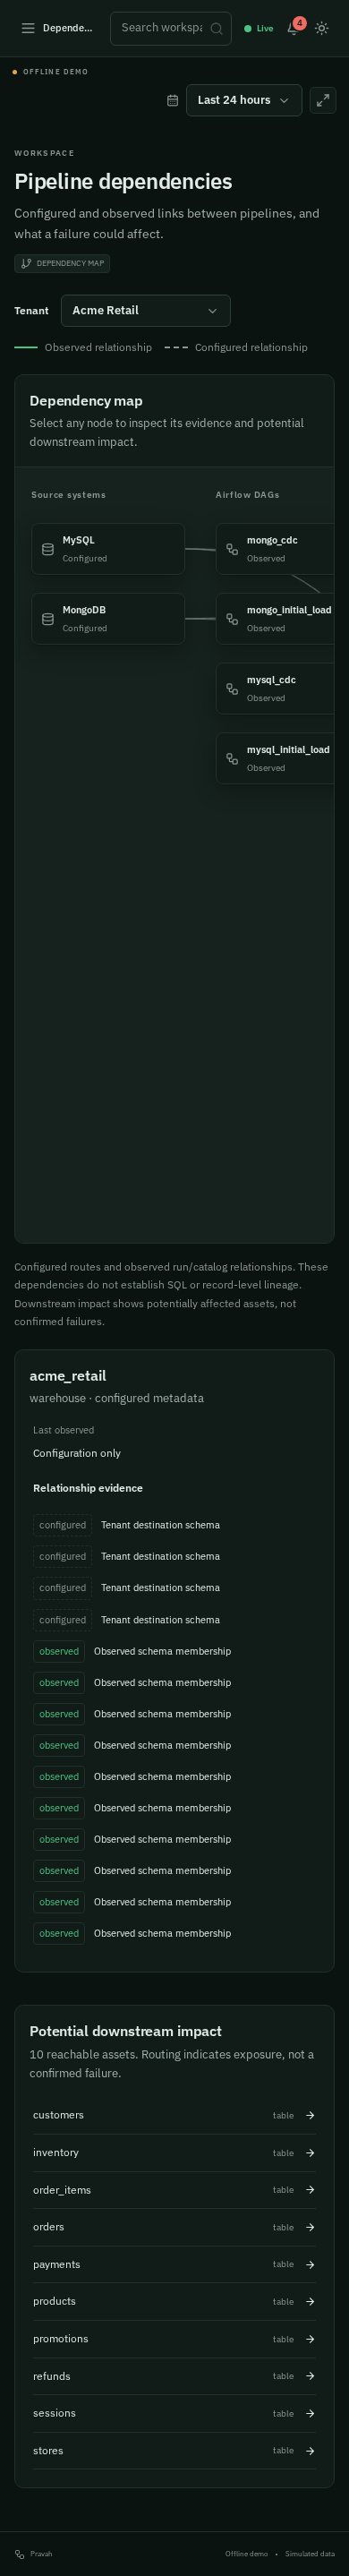 Depende...
Search workspa
Live
4
OFFLINE DEMO
Last 24 hours
WORKSPACE
Pipeline dependencies
Configured and observed links between pipelines, and
what a failure could affect.
DEPENDENCY MAP
Tenant
Acme Retail
Observed relationship
Configured relationship
Dependency map
Select any node to inspect its evidence and potential
downstream impact.
Source systems
Airflow DAGs
MySQL
Configured
mongo_cdc
Observed
MongoDB
Configured
mongo_initial_load
Observed
mysql_cdc
Observed
mysql_initial_load
Observed
Configured routes and observed run/catalog relationships. These
dependencies do not establish SQL or record-level lineage.
Downstream impact shows potentially affected assets, not
confirmed failures.
acme_retail
warehouse · configured metadata
Last observed
Configuration only
Relationship evidence
configured Tenant destination schema
configured Tenant destination schema
configured Tenant destination schema
configured Tenant destination schema
observed Observed schema membership
observed Observed schema membership
observed Observed schema membership
observed Observed schema membership
observed Observed schema membership
observed Observed schema membership
observed Observed schema membership
observed Observed schema membership
observed Observed schema membership
observed Observed schema membership
Potential downstream impact
10 reachable assets. Routing indicates exposure, not a
confirmed failure.
customers table
inventory table
order_items table
orders table
payments table
products table
promotions table
refunds table
sessions table
stores table
Pravah
Offline demo • Simulated data